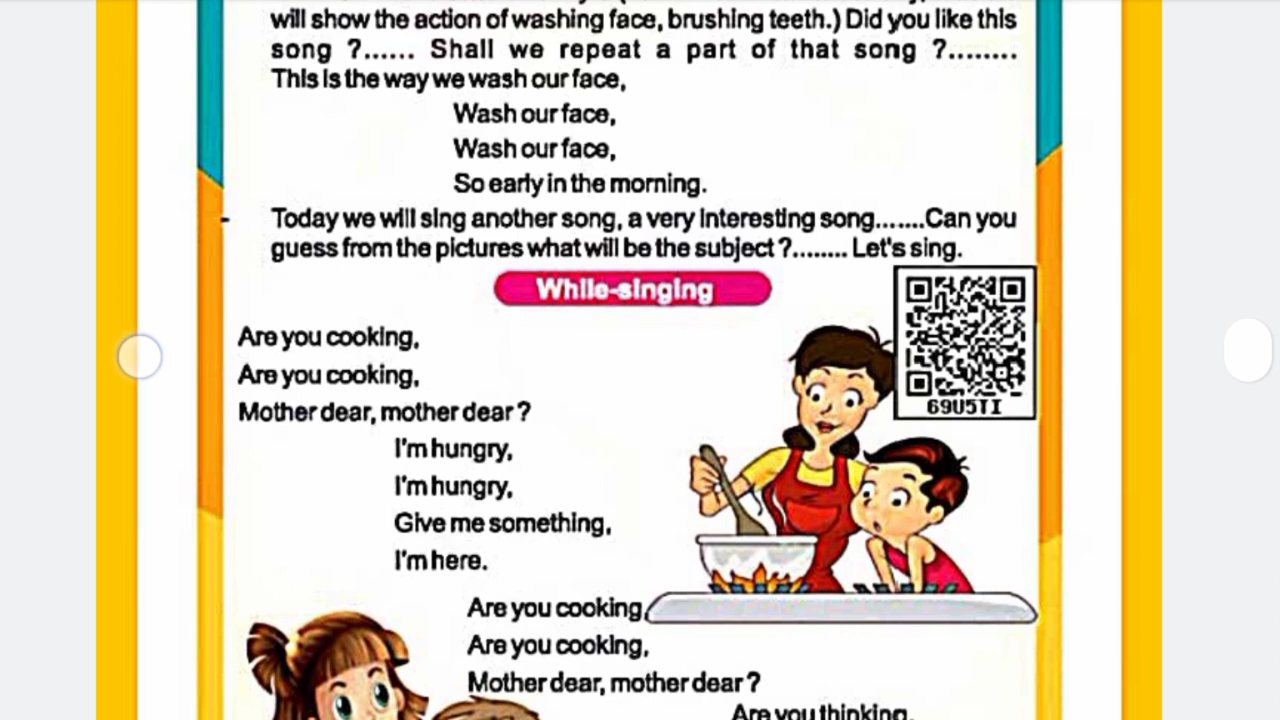 will show the action of washing face, brushing teeth.) Did you like this
song ?...... Shall we repeat a part of that song ?........
This is the way we wash our face,
Wash our face,
Wash our face,
So early in the morning.
- Today we will sing another song, a very interesting song.......Can you
guess from the pictures what will be the subject ?........ Let's sing.
While-singing
69U5TI
Are you cooking,
Are you cooking,
Mother dear, mother dear ?
I'm hungry,
I'm hungry,
Give me something,
I'm here.
Are you cooking,
Are you cooking,
Mother dear, mother dear ?
Are you thinking,